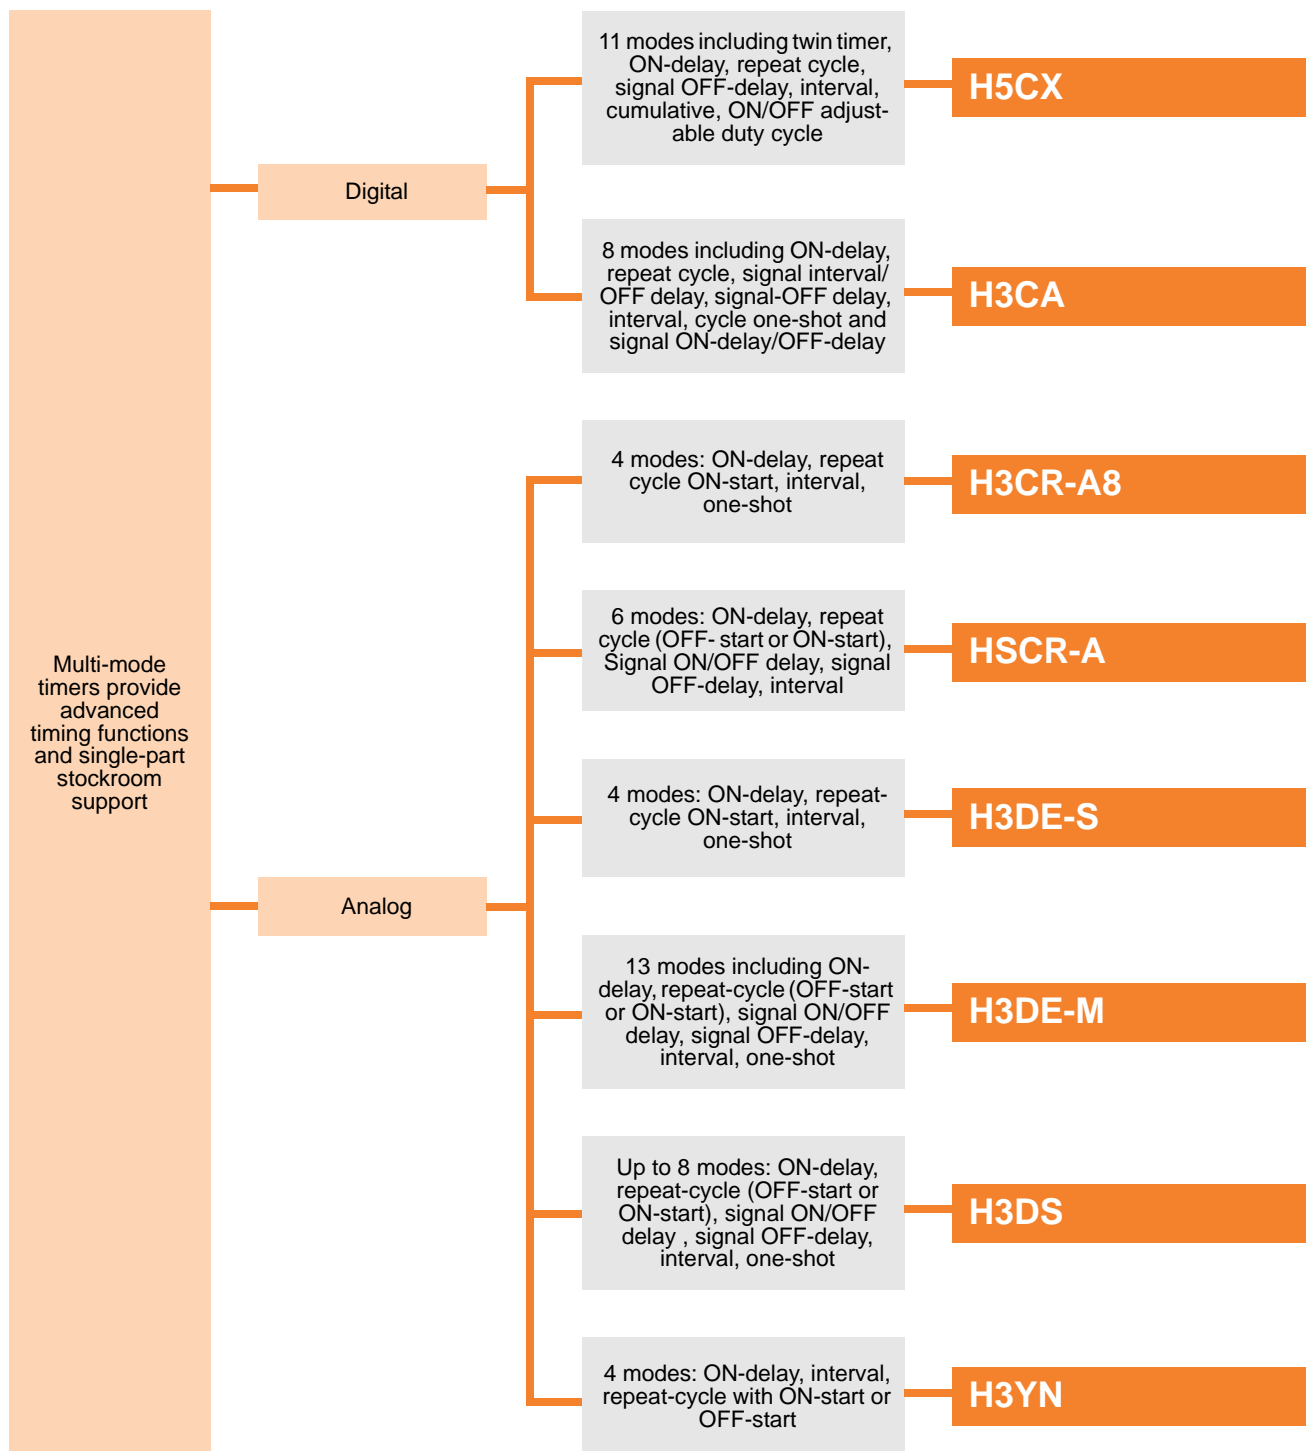 Multi-mode
timers provide
advanced
timing functions
and single-part
stockroom
support
Digital
11 modes including twin timer,
ON-delay, repeat cycle,
signal OFF-delay, interval,
cumulative, ON/OFF adjust-
able duty cycle
H5CX
8 modes including ON-delay,
repeat cycle, signal interval/
OFF delay, signal-OFF delay,
interval, cycle one-shot and
signal ON-delay/OFF-delay
H3CA
Analog
4 modes: ON-delay, repeat
cycle ON-start, interval,
one-shot
H3CR-A8
6 modes: ON-delay, repeat
cycle (OFF- start or ON-start),
Signal ON/OFF delay, signal
OFF-delay, interval
HSCR-A
4 modes: ON-delay, repeat-
cycle ON-start, interval,
one-shot
H3DE-S
13 modes including ON-
delay, repeat-cycle (OFF-start
or ON-start), signal ON/OFF
delay, signal OFF-delay,
interval, one-shot
H3DE-M
Up to 8 modes: ON-delay,
repeat-cycle (OFF-start or
ON-start), signal ON/OFF
delay , signal OFF-delay,
interval, one-shot
H3DS
4 modes: ON-delay, interval,
repeat-cycle with ON-start or
OFF-start
H3YN